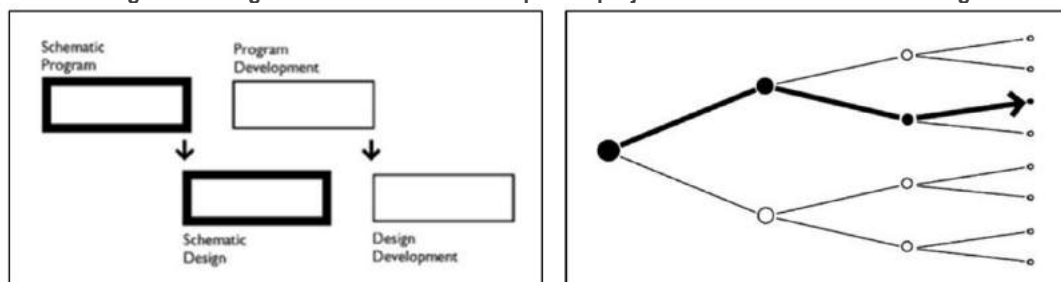 Schematic
Program
Program
Development
Schematic
Design
Design
Development